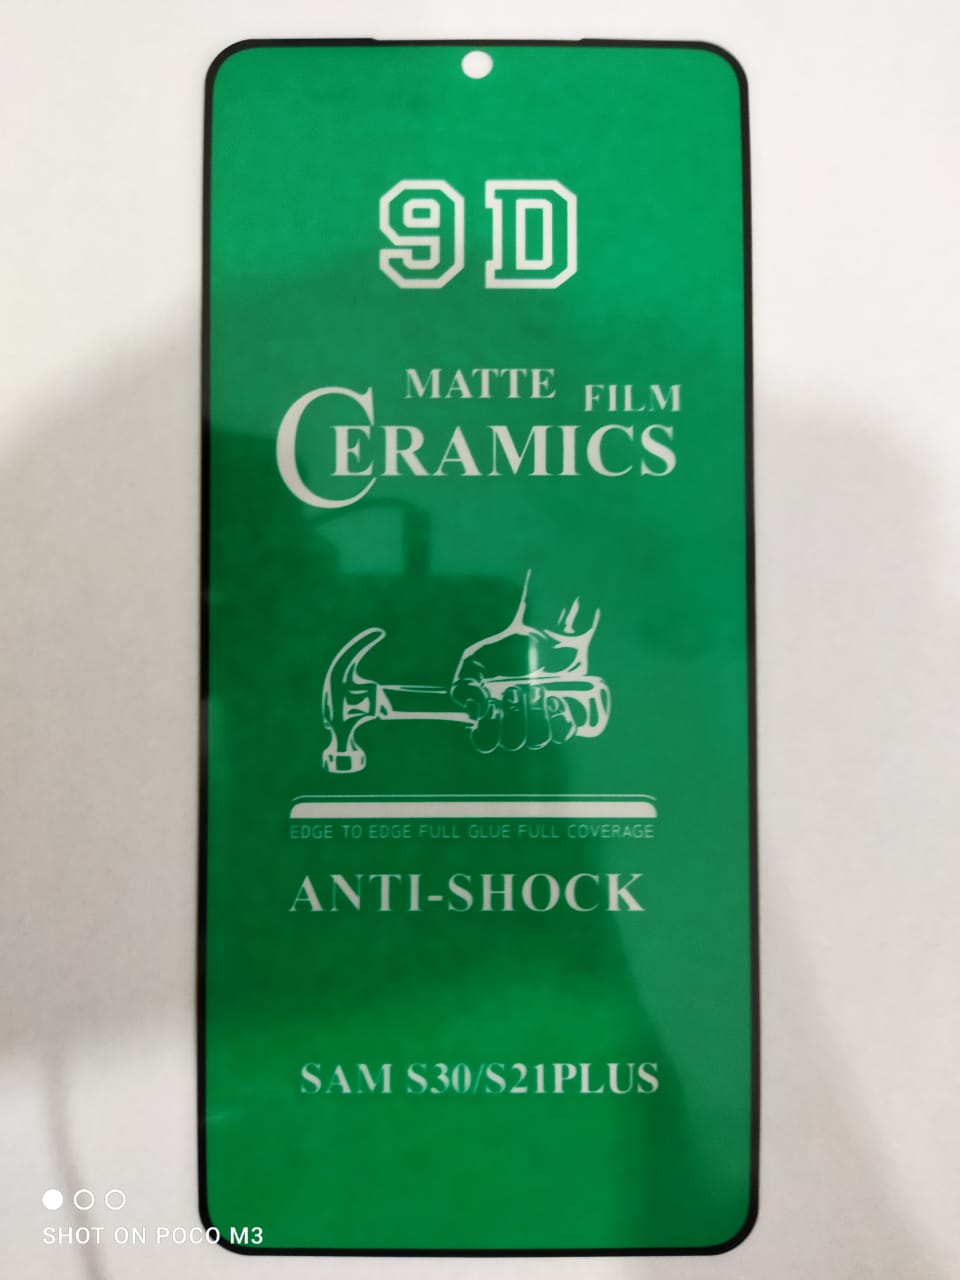 9D
MATTE FILM
CERAMICS
EDGE TO EDGE FULL GLUE FULL COVERAGE
ANTI-SHOCK
SAM S30/S21PLUS
SHOT ON POCO M3